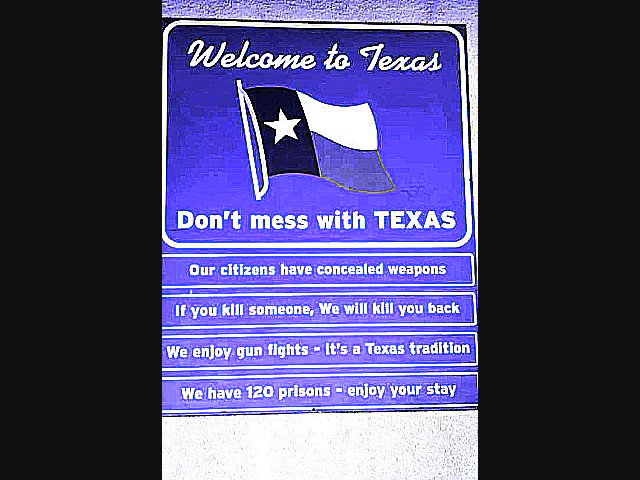 Welcome to Texas
Don't mess with TEXAS
Our citizens have concealed weapons
If you kill someone, We will kill you back
We enjoy gun fights - It's a Texas tradition
We have 120 prisons - enjoy your stay